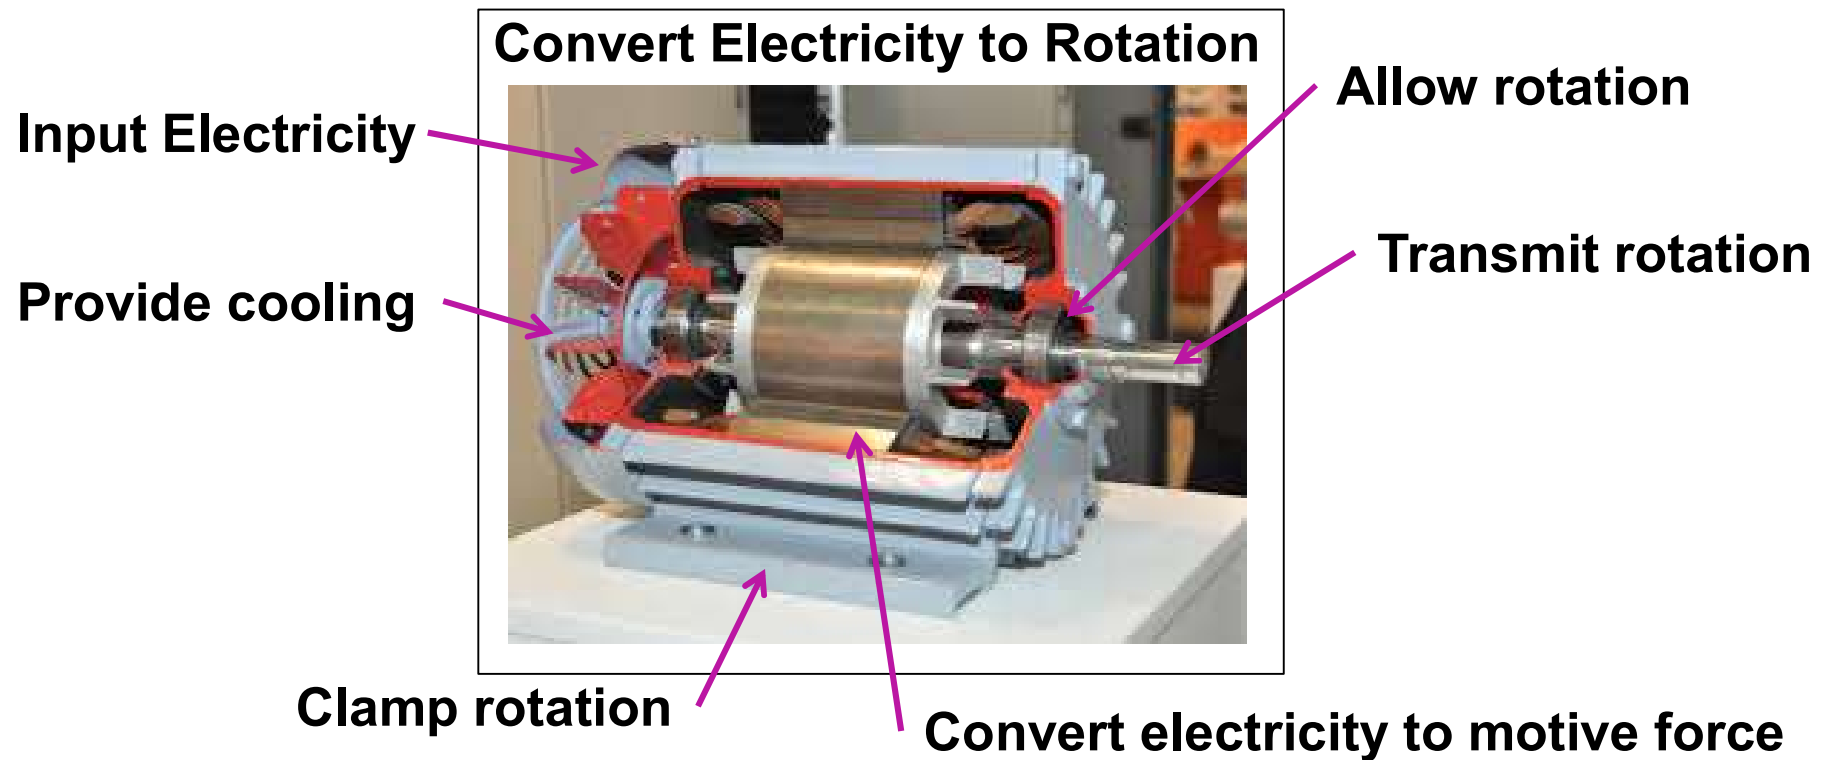 Convert Electricity to Rotation
Allow rotation
Input Electricity
Transmit rotation
Provide cooling
Clamp rotation
Convert electricity to motive force